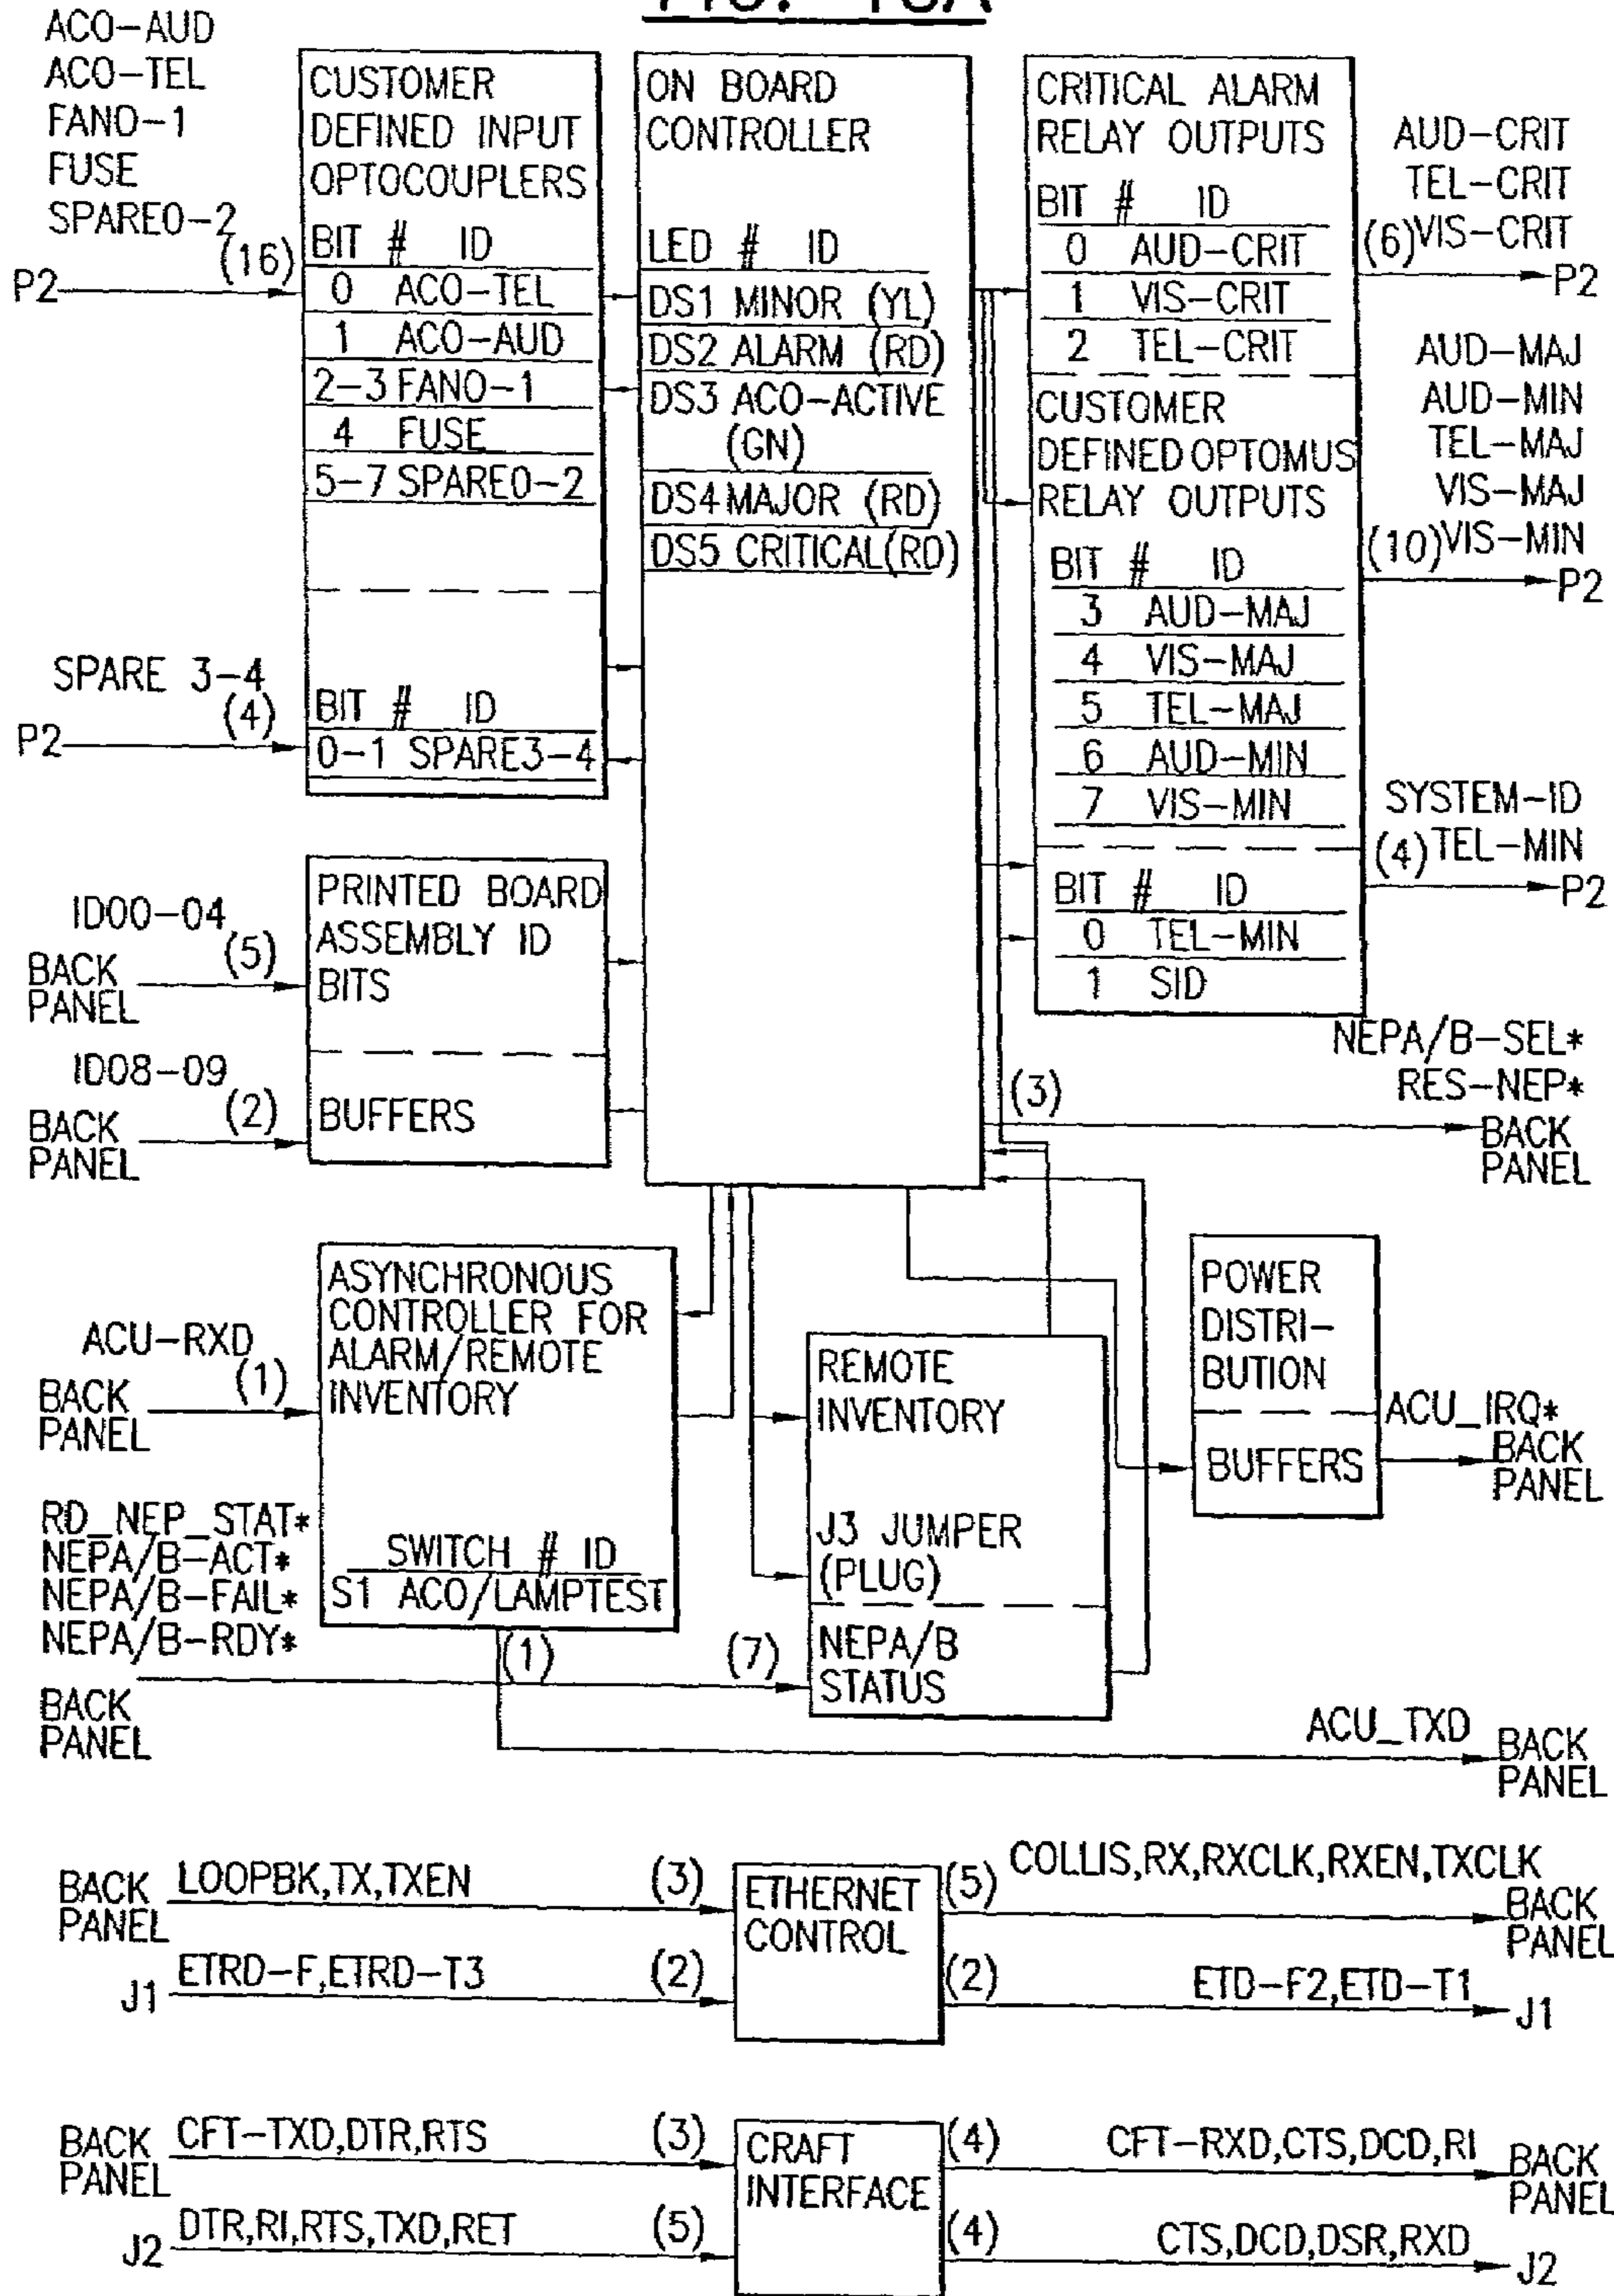 FIG. 18A
ACO-AUD
ACO-TEL
FAN0-1
FUSE
SPARE0-2
(16)
P2
CUSTOMER
DEFINED INPUT
OPTOCOUPLERS
BIT # ID
0 ACO-TEL
1 ACO-AUD
2-3 FAN0-1
4 FUSE
5-7 SPARE0-2
SPARE 3-4
(4)
P2
BIT # ID
0-1 SPARE3-4
ON BOARD
CONTROLLER
LED # ID
DS1 MINOR (YL)
DS2 ALARM (RD)
DS3 ACO-ACTIVE
(GN)
DS4 MAJOR (RD)
DS5 CRITICAL(RD)
CRITICAL ALARM
RELAY OUTPUTS
BIT # ID
0 AUD-CRIT
1 VIS-CRIT
2 TEL-CRIT
CUSTOMER
DEFINED OPTOMUS
RELAY OUTPUTS
BIT # ID
3 AUD-MAJ
4 VIS-MAJ
5 TEL-MAJ
6 AUD-MIN
7 VIS-MIN
BIT # ID
0 TEL-MIN
1 SID
AUD-CRIT
TEL-CRIT
(6) VIS-CRIT
P2
AUD-MAJ
AUD-MIN
TEL-MAJ
VIS-MAJ
(10) VIS-MIN
P2
SYSTEM-ID
(4) TEL-MIN
P2
ID00-04
(5)
BACK
PANEL
PRINTED BOARD
ASSEMBLY ID
BITS
ID08-09
(2)
BACK
PANEL
BUFFERS
NEPA/B-SEL*
RES-NEP*
(3)
BACK
PANEL
ACU-RXD
(1)
BACK
PANEL
ASYNCHRONOUS
CONTROLLER FOR
ALARM/REMOTE
INVENTORY
SWITCH # ID
S1 ACO/LAMPTEST
REMOTE
INVENTORY
J3 JUMPER
(PLUG)
NEPA/B
STATUS
POWER
DISTRI-
BUTION
BUFFERS
ACU_IRQ*
BACK
PANEL
RD_NEP_STAT*
NEPA/B-ACT*
NEPA/B-FAIL*
NEPA/B-RDY*
(7)
BACK
PANEL
(1)
ACU_TXD
BACK
PANEL
BACK
PANEL
LOOPBK,TX,TXEN
(3)
ETHERNET
CONTROL
(5)
COLLIS,RX,RXCLK,RXEN,TXCLK
BACK
PANEL
J1
ETRD-F,ETRD-T3
(2)
(2)
ETD-F2,ETD-T1
J1
BACK
PANEL
CFT-TXD,DTR,RTS
(3)
CRAFT
INTERFACE
(4)
CFT-RXD,CTS,DCD,RI
BACK
PANEL
J2
DTR,RI,RTS,TXD,RET
(5)
(4)
CTS,DCD,DSR,RXD
J2